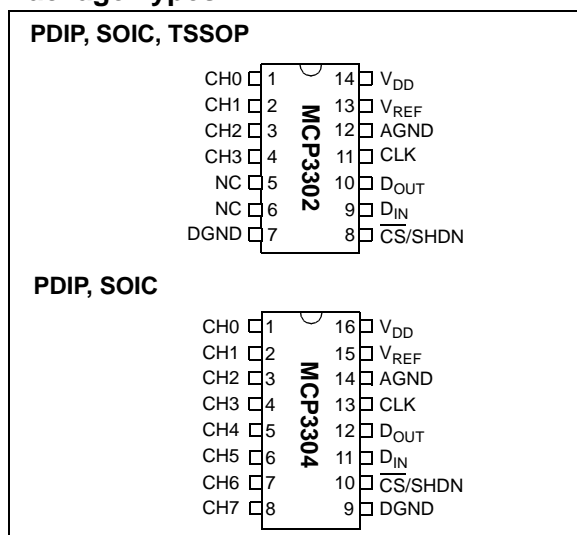 PDIP, SOIC, TSSOP
CH0 1 14 VDD
CH1 2 13 VREF
CH2 3 12 AGND
CH3 4 11 CLK
NC 5 10 DOUT
NC 6 9 DIN
DGND 7 8 CS/SHDN
MCP3302
PDIP, SOIC
CH0 1 16 VDD
CH1 2 15 VREF
CH2 3 14 AGND
CH3 4 13 CLK
CH4 5 12 DOUT
CH5 6 11 DIN
CH6 7 10 CS/SHDN
CH7 8 9 DGND
MCP3304